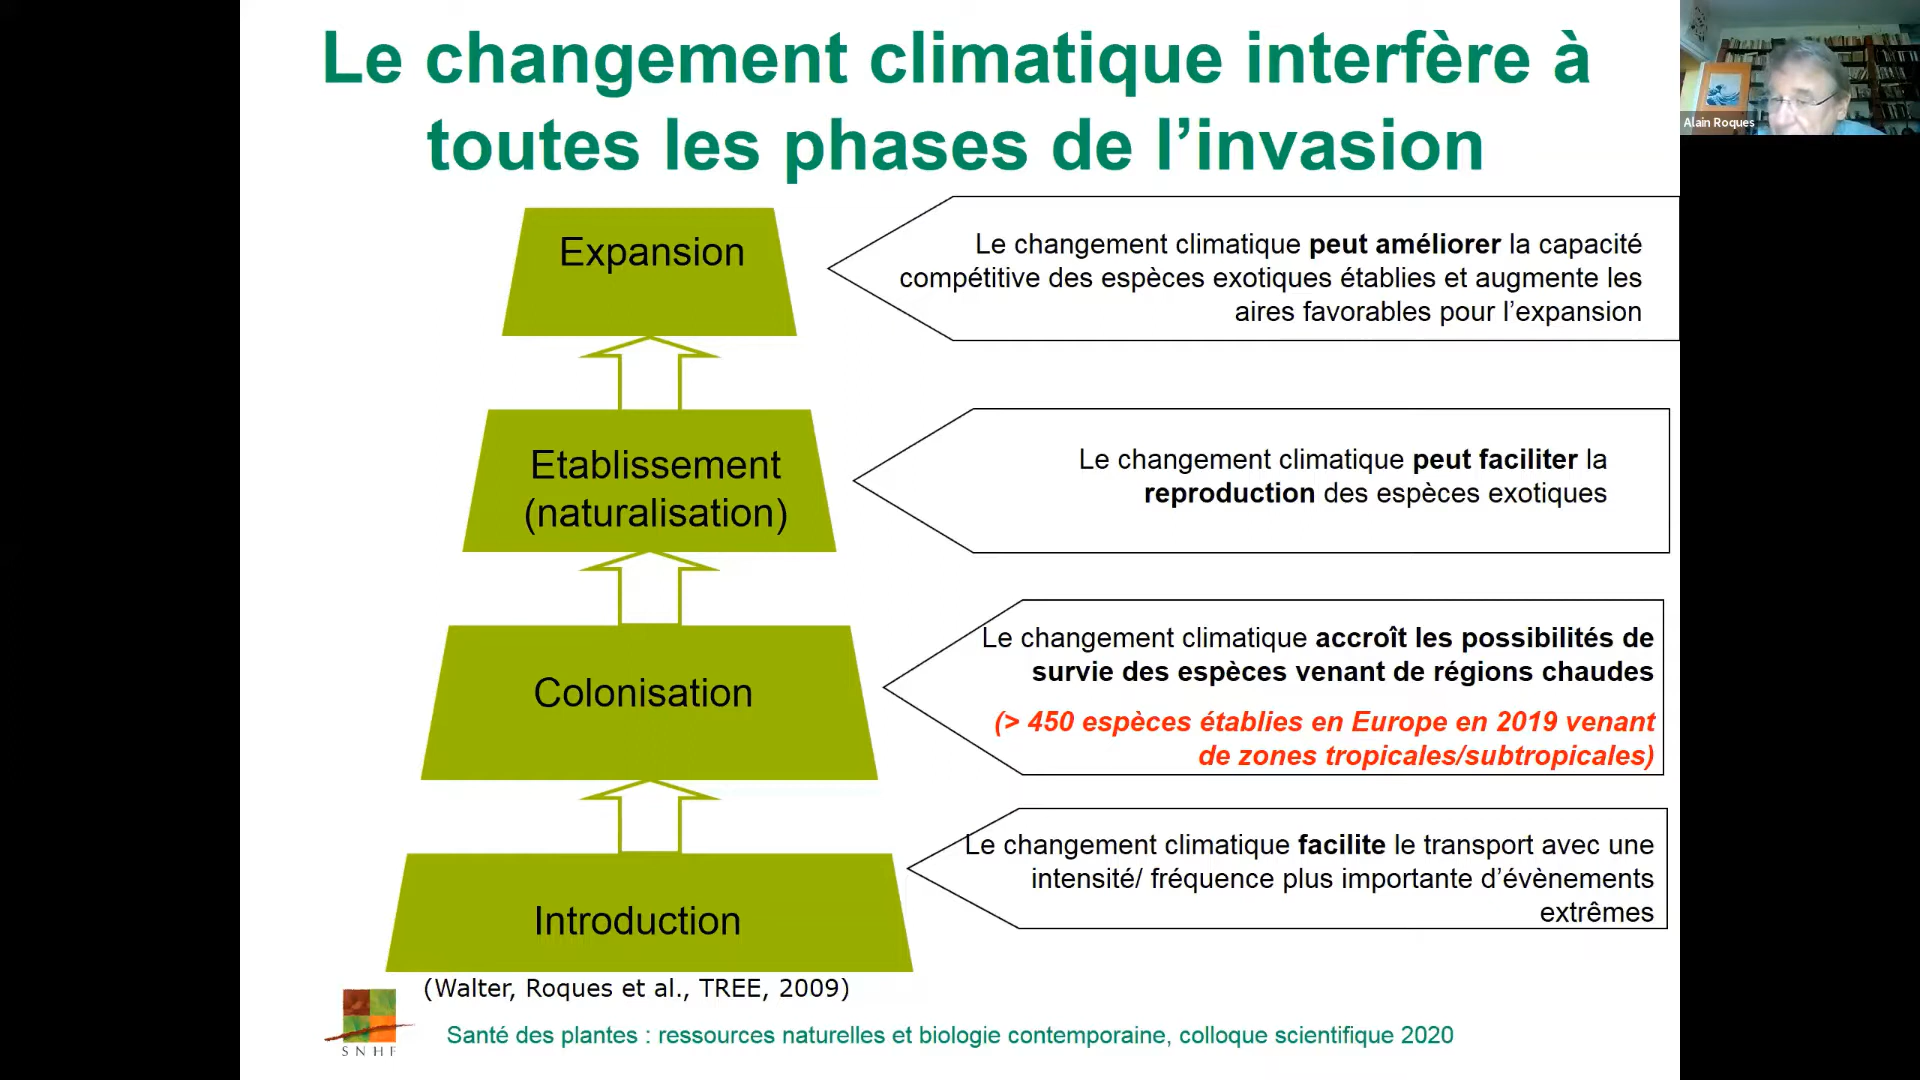 Le changement climatique interfère à
toutes les phases de l'invasion
Alain Roques
Expansion
Le changement climatique peut améliorer la capacité
compétitive des espèces exotiques établies et augmente les
aires favorables pour l'expansion
Etablissement
(naturalisation)
Le changement climatique peut faciliter la
reproduction des espèces exotiques
Colonisation
Le changement climatique accroît les possibilités de
survie des espèces venant de régions chaudes
(> 450 espèces établies en Europe en 2019 venant
de zones tropicales/subtropicales)
Introduction
Le changement climatique facilite le transport avec une
intensité/ fréquence plus importante d'évènements
extrêmes
(Walter, Roques et al., TREE, 2009)
SNHF
Santé des plantes : ressources naturelles et biologie contemporaine, colloque scientifique 2020